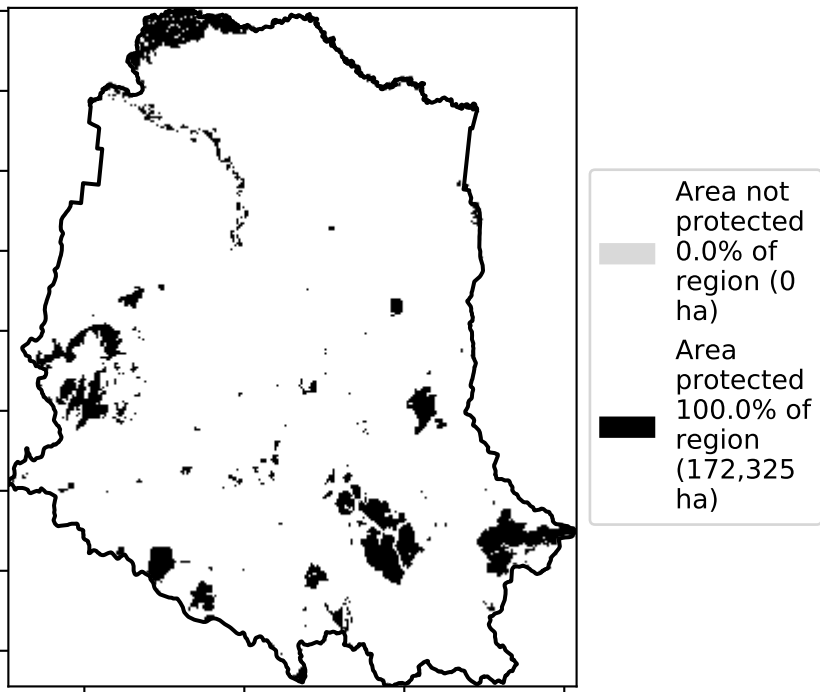 Area not
protected
0.0% of
region (0
ha)
Area
protected
100.0% of
region
(172,325
ha)